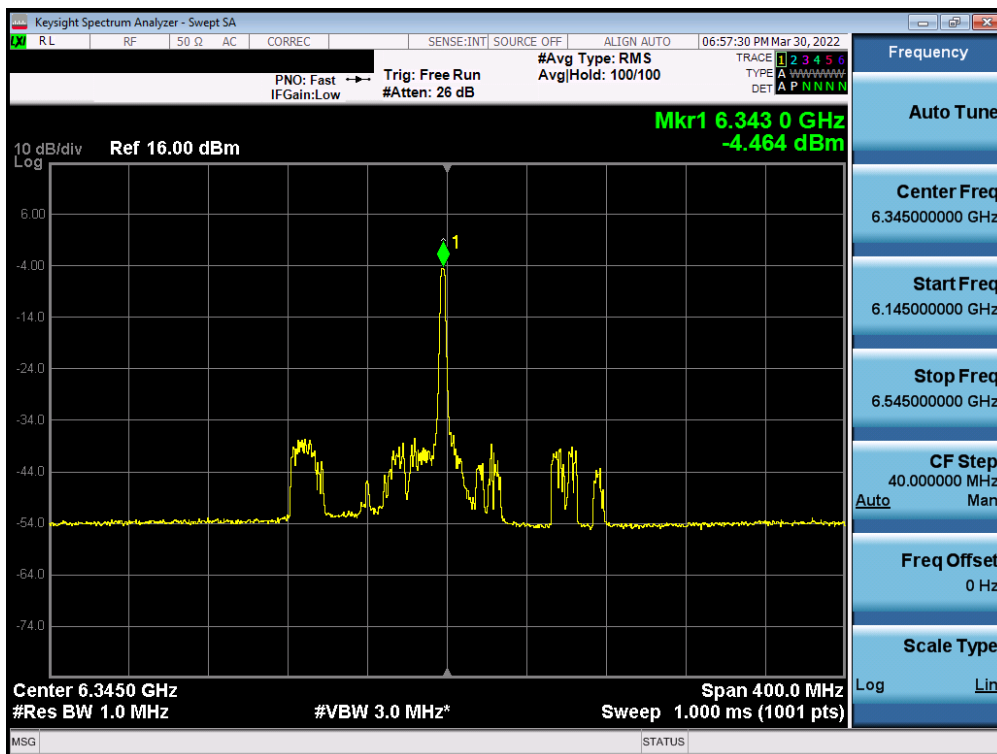 Keysight Spectrum Analyzer - Swept SA
LXI RL RF 50 Ω AC CORREC SENSE:INT SOURCE OFF ALIGN AUTO 06:57:30 PM Mar 30, 2022
PNO: Fast
IFGain:Low
Trig: Free Run
#Atten: 26 dB
#Avg Type: RMS
Avg|Hold: 100/100
TRACE 1 2 3 4 5 6
TYPE A WWWWW
DET A P N N N N
Mkr1 6.343 0 GHz
-4.464 dBm
10 dB/div
Log
Ref 16.00 dBm
1
6.00
-4.00
-14.0
-24.0
-34.0
-44.0
-54.0
-64.0
-74.0
Center 6.3450 GHz
Span 400.0 MHz
#Res BW 1.0 MHz
#VBW 3.0 MHz*
Sweep 1.000 ms (1001 pts)
MSG
STATUS
Frequency
Auto Tune
Center Freq
6.345000000 GHz
Start Freq
6.145000000 GHz
Stop Freq
6.545000000 GHz
CF Step
40.000000 MHz
Auto Man
Freq Offset
0 Hz
Scale Type
Log Lin